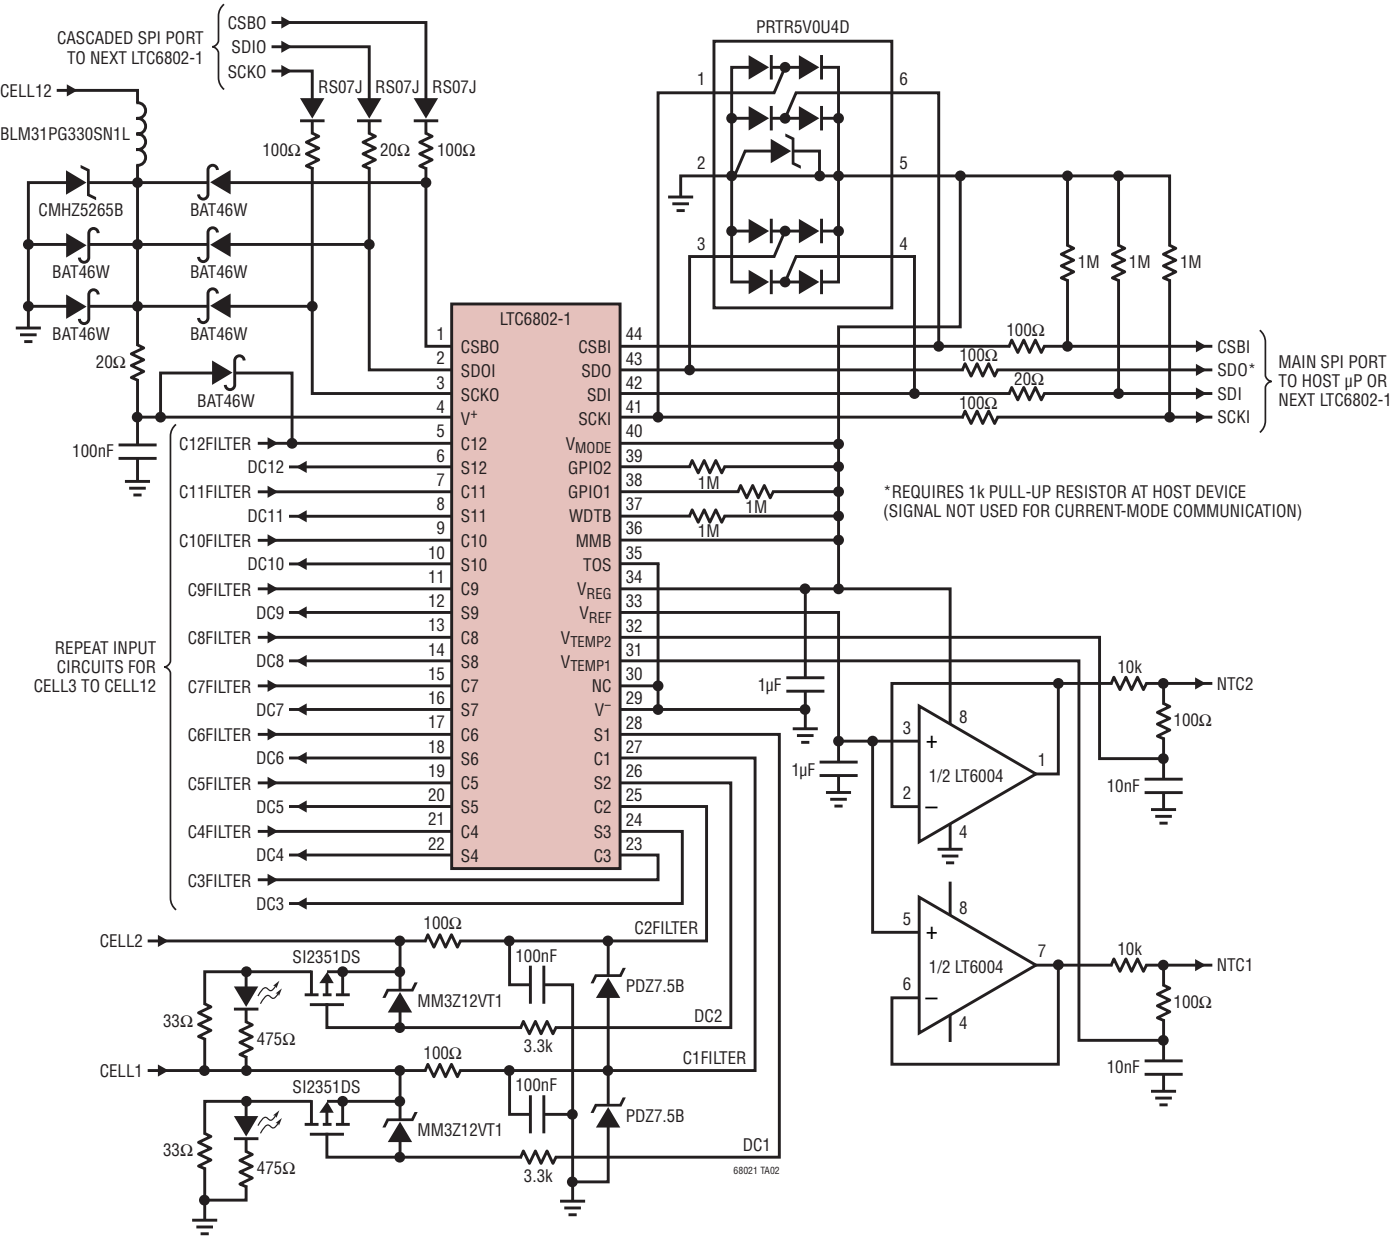 CASCADED SPI PORT
TO NEXT LTC6802-1
CSBO
SDIO
SCKO
RS07J RS07J RS07J
CELL12
BLM31PG330SN1L
100Ω 20Ω 100Ω
CMHZ5265B
BAT46W
BAT46W
BAT46W
BAT46W
BAT46W
20Ω
BAT46W
100nF
PRTR5V0U4D
1
6
2
5
3
4
1M 1M 1M
LTC6802-1
1 CSBO
2 SDOI
3 SCKO
4 V+
C12FILTER 5 C12
DC12 6 S12
C11FILTER 7 C11
DC11 8 S11
C10FILTER 9 C10
DC10 10 S10
C9FILTER 11 C9
DC9 12 S9
C8FILTER 13 C8
DC8 14 S8
C7FILTER 15 C7
DC7 16 S7
C6FILTER 17 C6
DC6 18 S6
C5FILTER 19 C5
DC5 20 S5
C4FILTER 21 C4
DC4 22 S4
C3FILTER
DC3
REPEAT INPUT
CIRCUITS FOR
CELL3 TO CELL12
CSBI 44
SDO 43
SDI 42
SCKI 41
VMODE 40
GPIO2 39
GPIO1 38
WDTB 37
MMB 36
TOS 35
VREG 34
VREF 33
VTEMP2 32
VTEMP1 31
NC 30
V− 29
S1 28
C1 27
S2 26
C2 25
S3 24
C3 23
100Ω
100Ω
20Ω
100Ω
CSBI
SDO*
SDI
SCKI
MAIN SPI PORT
TO HOST µP OR
NEXT LTC6802-1
1M
1M
1M
*REQUIRES 1k PULL-UP RESISTOR AT HOST DEVICE
(SIGNAL NOT USED FOR CURRENT-MODE COMMUNICATION)
1µF
1µF
3
+
8
1/2 LT6004
1
2
−
4
10k
NTC2
100Ω
10nF
5
+
8
1/2 LT6004
7
6
−
4
10k
NTC1
100Ω
10nF
CELL2
100Ω
C2FILTER
SI2351DS
100nF
MM3Z12VT1
PDZ7.5B
33Ω
475Ω
3.3k
DC2
CELL1
100Ω
C1FILTER
SI2351DS
100nF
MM3Z12VT1
PDZ7.5B
33Ω
475Ω
3.3k
DC1
68021 TA02